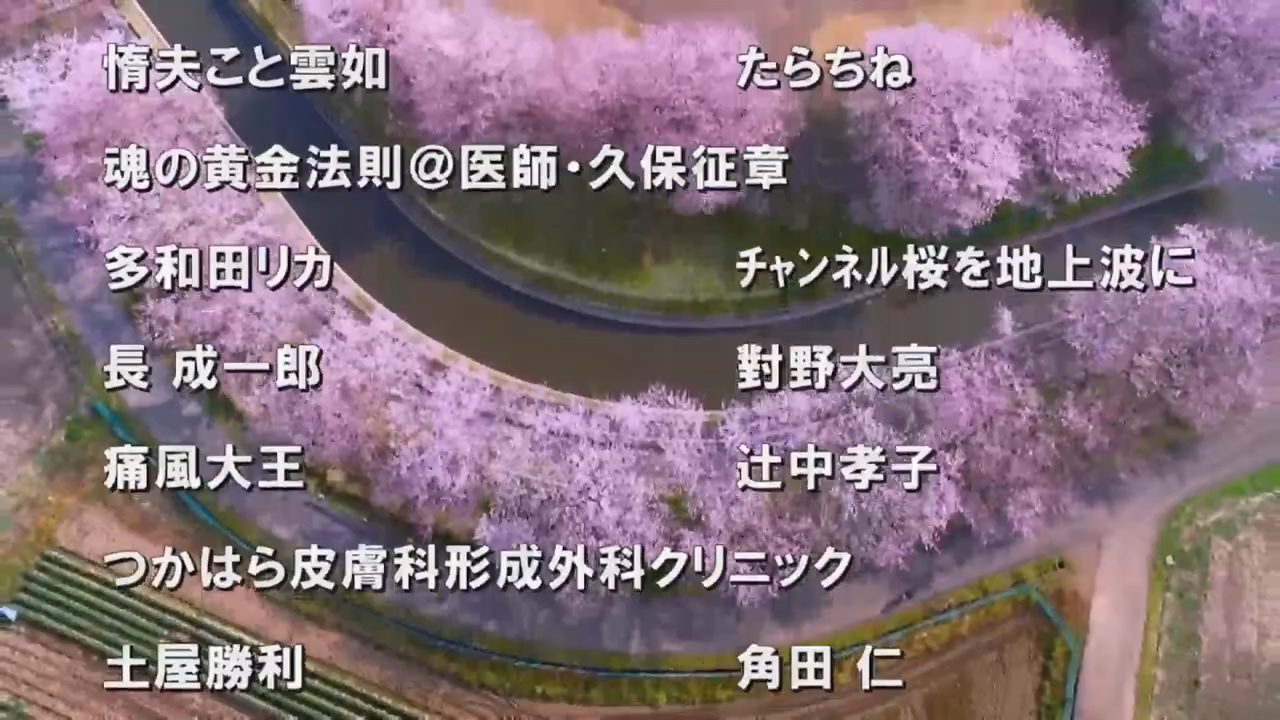 惰夫こと雲如 たらちね
魂の黄金法則＠医師・久保征章
多和田リカ チャンネル桜を地上波に
長 成一郎 對野大亮
痛風大王 辻中孝子
つかはら皮膚科形成外科クリニック
土屋勝利 角田 仁